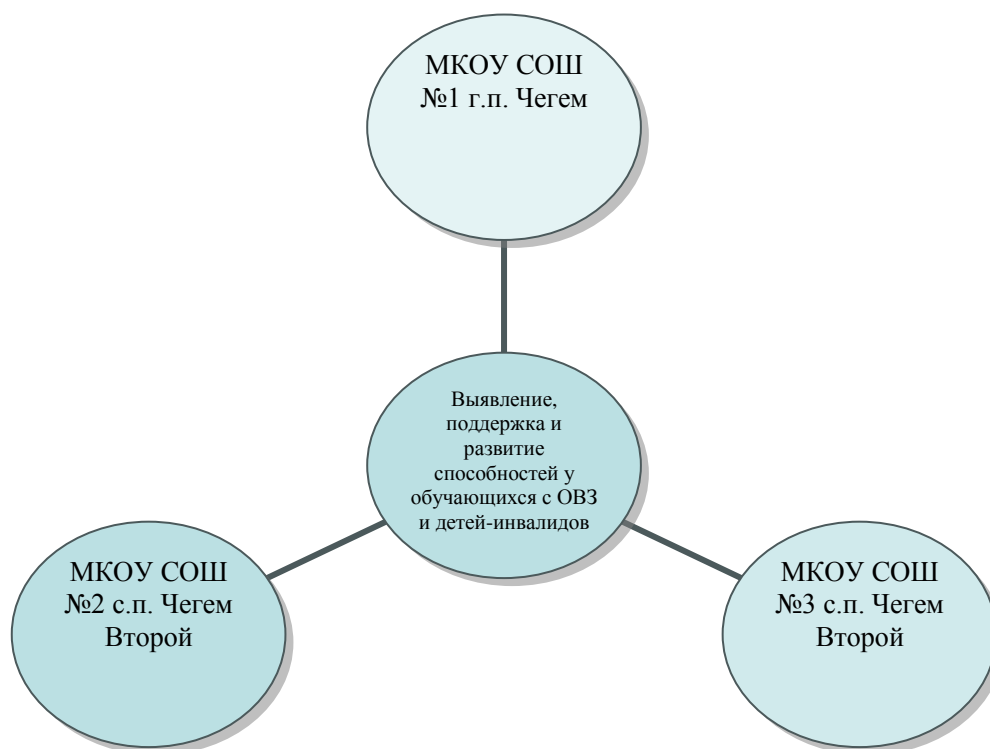 МКОУ СОШ
№1 г.п. Чегем
Выявление,
поддержка и
развитие
способностей у
обучающихся с ОВЗ
и детей-инвалидов
МКОУ СОШ
№2 с.п. Чегем
Второй
МКОУ СОШ
№3 с.п. Чегем
Второй